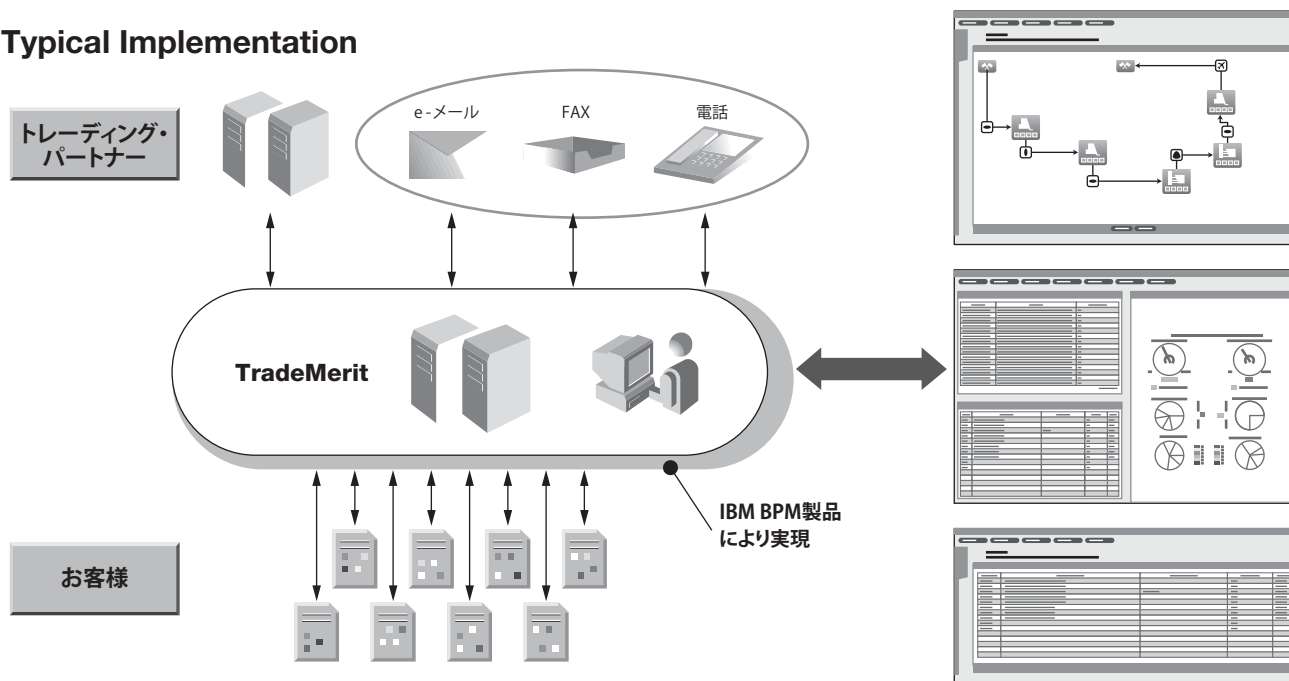 Typical Implementation
トレーディング・
パートナー
e-メール
FAX
電話
TradeMerit
IBM BPM製品
により実現
お客様